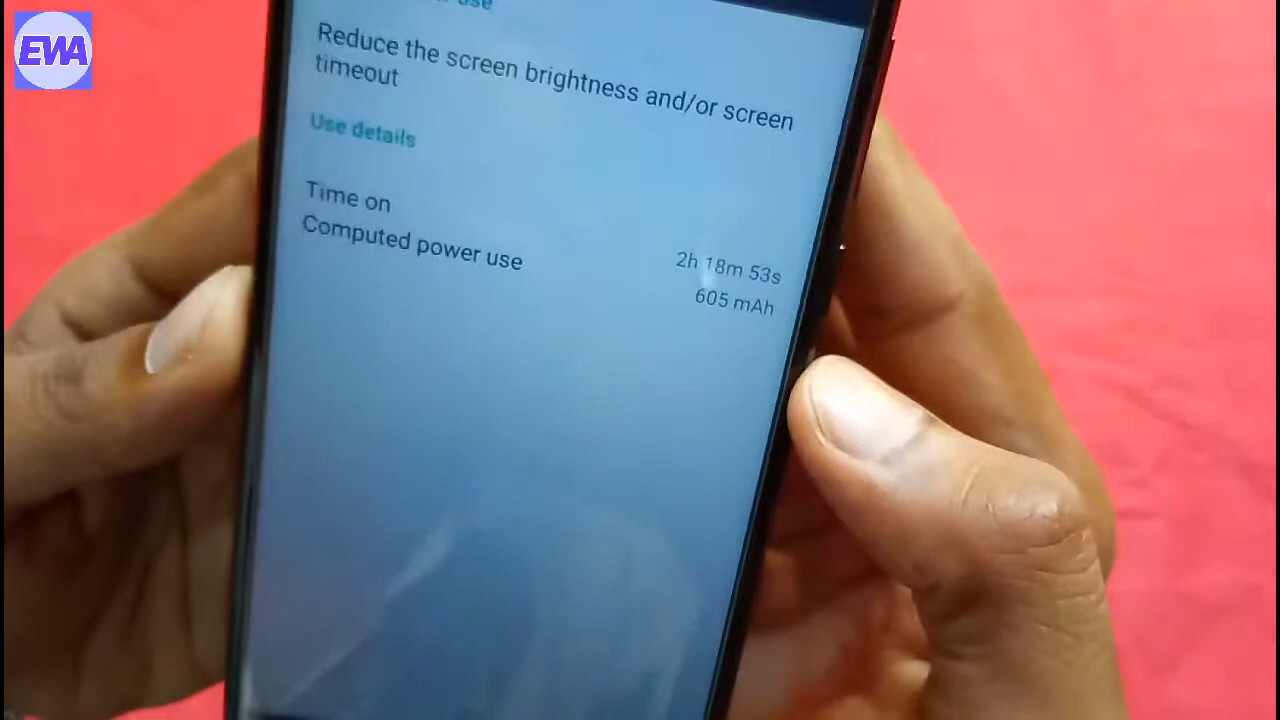 EWA
use
Reduce the screen brightness and/or screen
timeout
Use details
Time on
2h 18m 53s
Computed power use
605 mAh